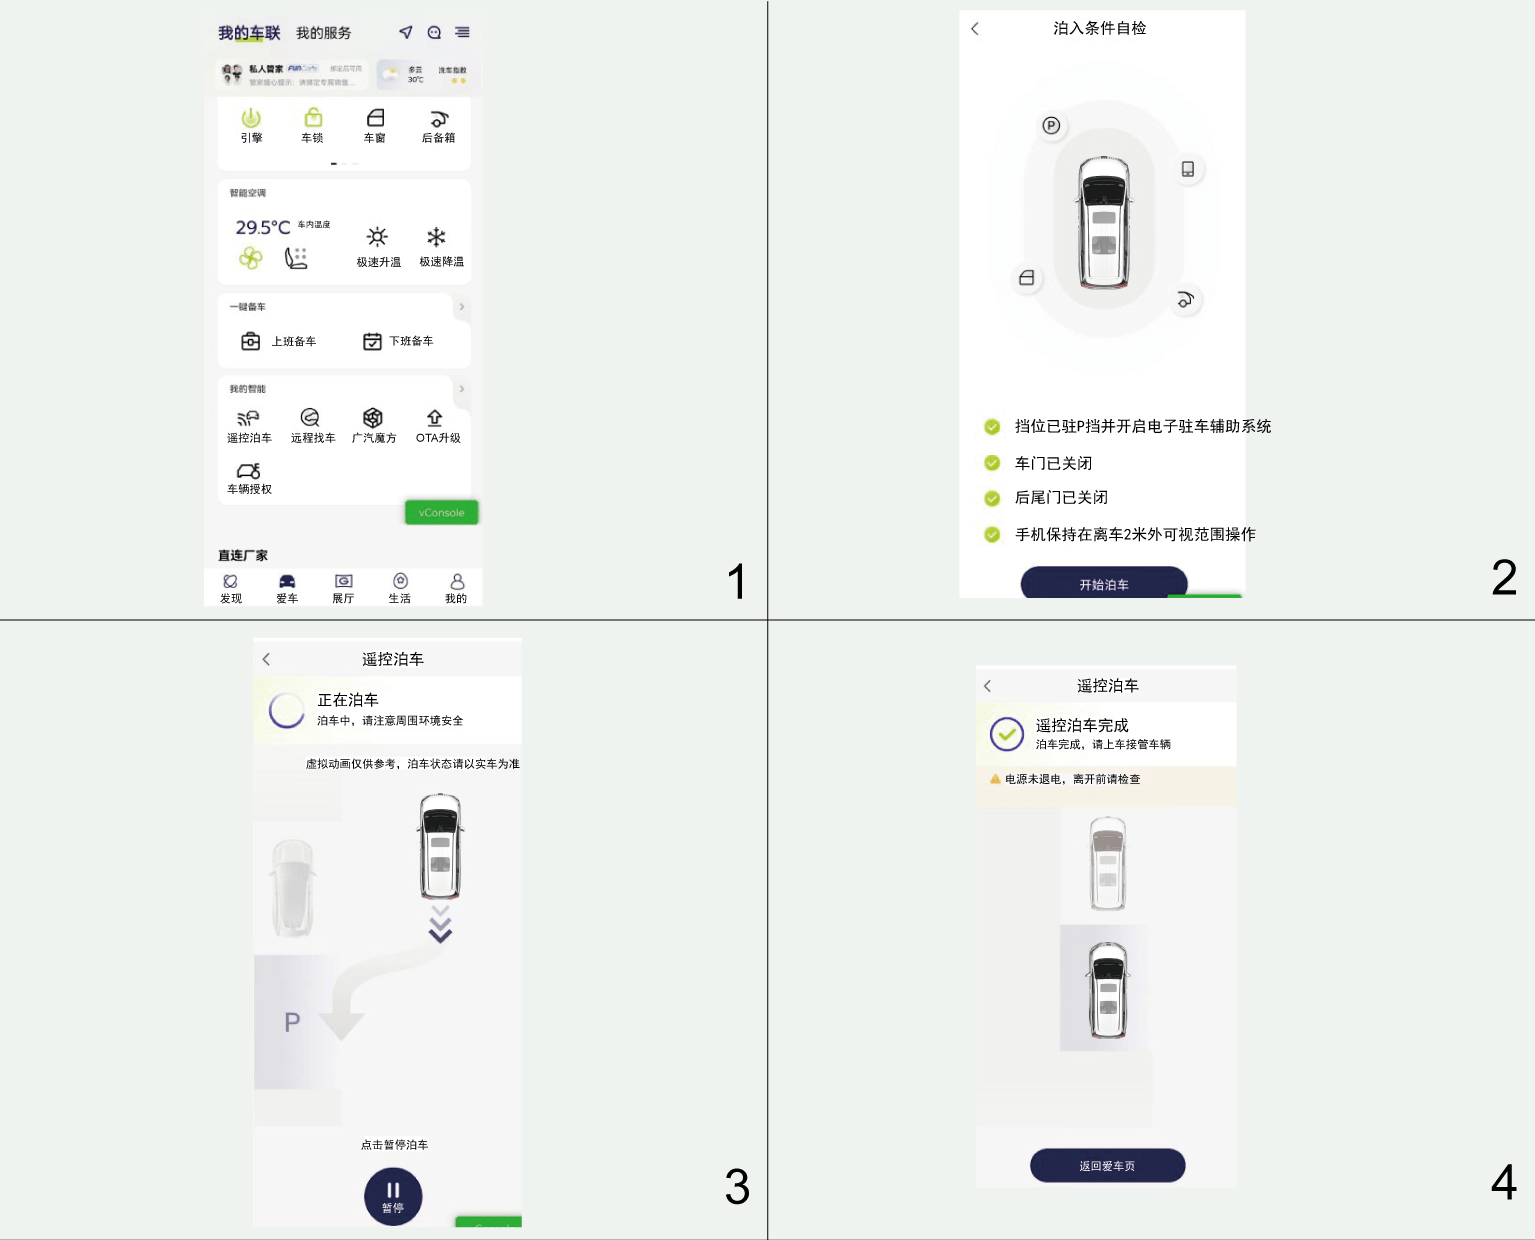 我的车联 我的服务
私人管家 FUNCare 绑定后可用
多云 洗车指数
30℃
管家暖心提示：请绑定专属销售...
引擎 车锁 车窗 后备箱
智能空调
29.5°C 车内温度
极速升温 极速降温
一键备车
上班备车 下班备车
我的智能
遥控泊车 远程找车 广汽魔方 OTA升级
车辆授权
vConsole
直连厂家
发现 爱车 展厅 生活 我的
1
泊入条件自检
P
挡位已驻P挡并开启电子驻车辅助系统
车门已关闭
后尾门已关闭
手机保持在离车2米外可视范围操作
开始泊车
2
遥控泊车
正在泊车
泊车中，请注意周围环境安全
虚拟动画仅供参考，泊车状态请以实车为准
P
点击暂停泊车
暂停
3
遥控泊车
遥控泊车完成
泊车完成，请上车接管车辆
电源未退电，离开前请检查
返回爱车页
4